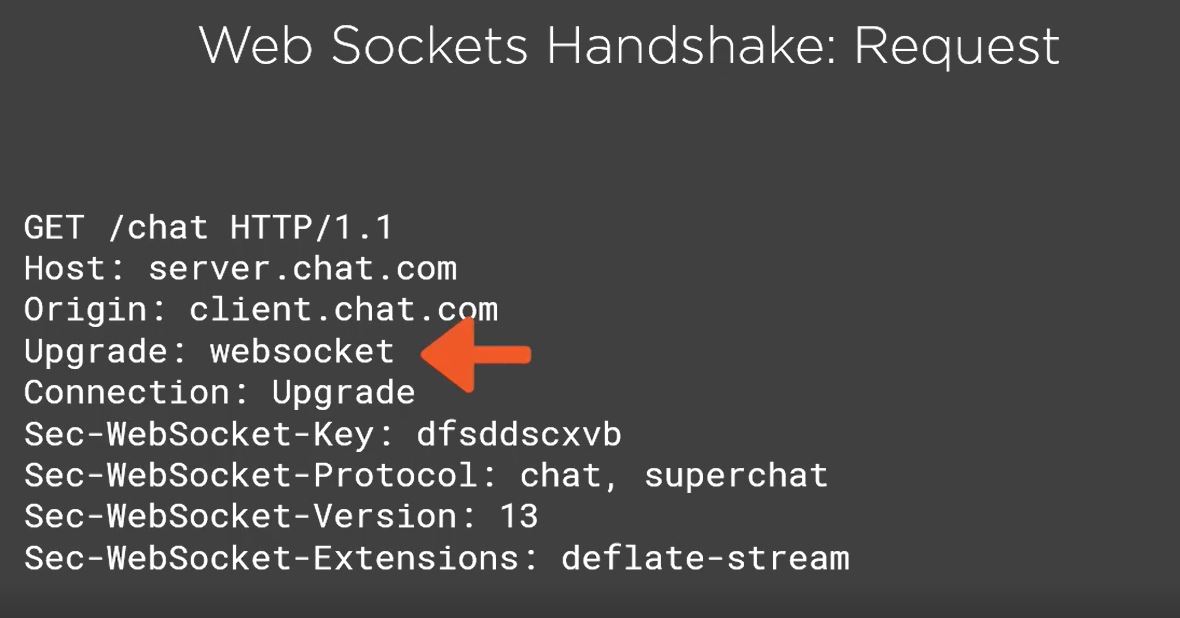 Web Sockets Handshake: Request
GET /chat HTTP/1.1
Host: server.chat.com
Origin: client.chat.com
Upgrade: websocket
Connection: Upgrade
Sec-WebSocket-Key: dfsddscxvb
Sec-WebSocket-Protocol: chat, superchat
Sec-WebSocket-Version: 13
Sec-WebSocket-Extensions: deflate-stream